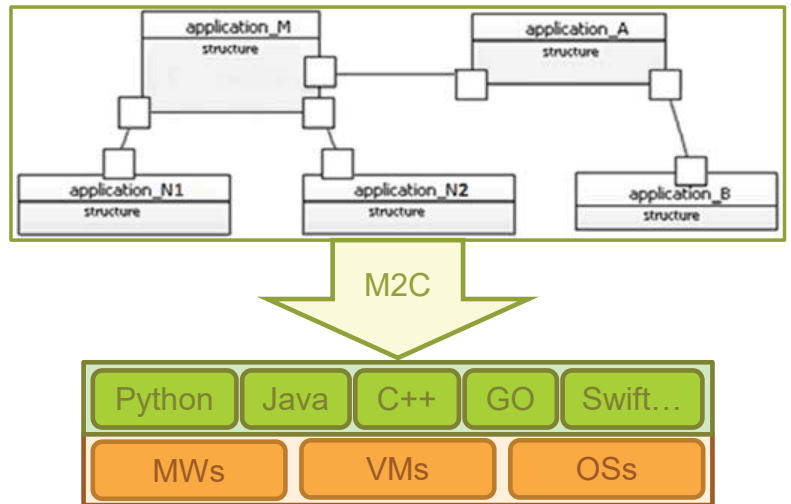 application_M
structure
application_A
structure
application_N1
structure
application_N2
structure
application_B
structure
M2C
Python Java C++ GO Swift...
MWs VMs OSs